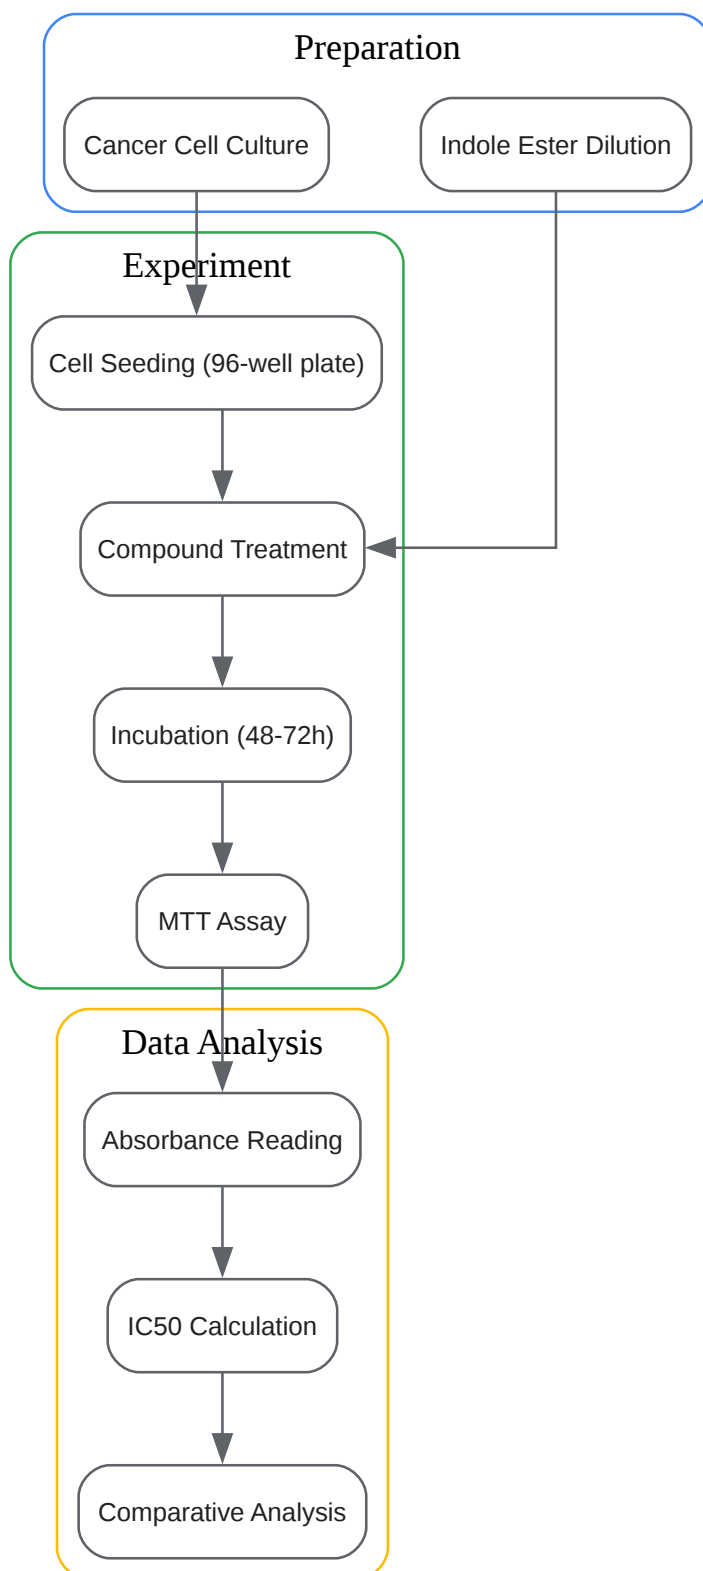 Preparation
Cancer Cell Culture
Indole Ester Dilution
Experiment
Cell Seeding (96-well plate)
Compound Treatment
Incubation (48-72h)
MTT Assay
Data Analysis
Absorbance Reading
IC50 Calculation
Comparative Analysis